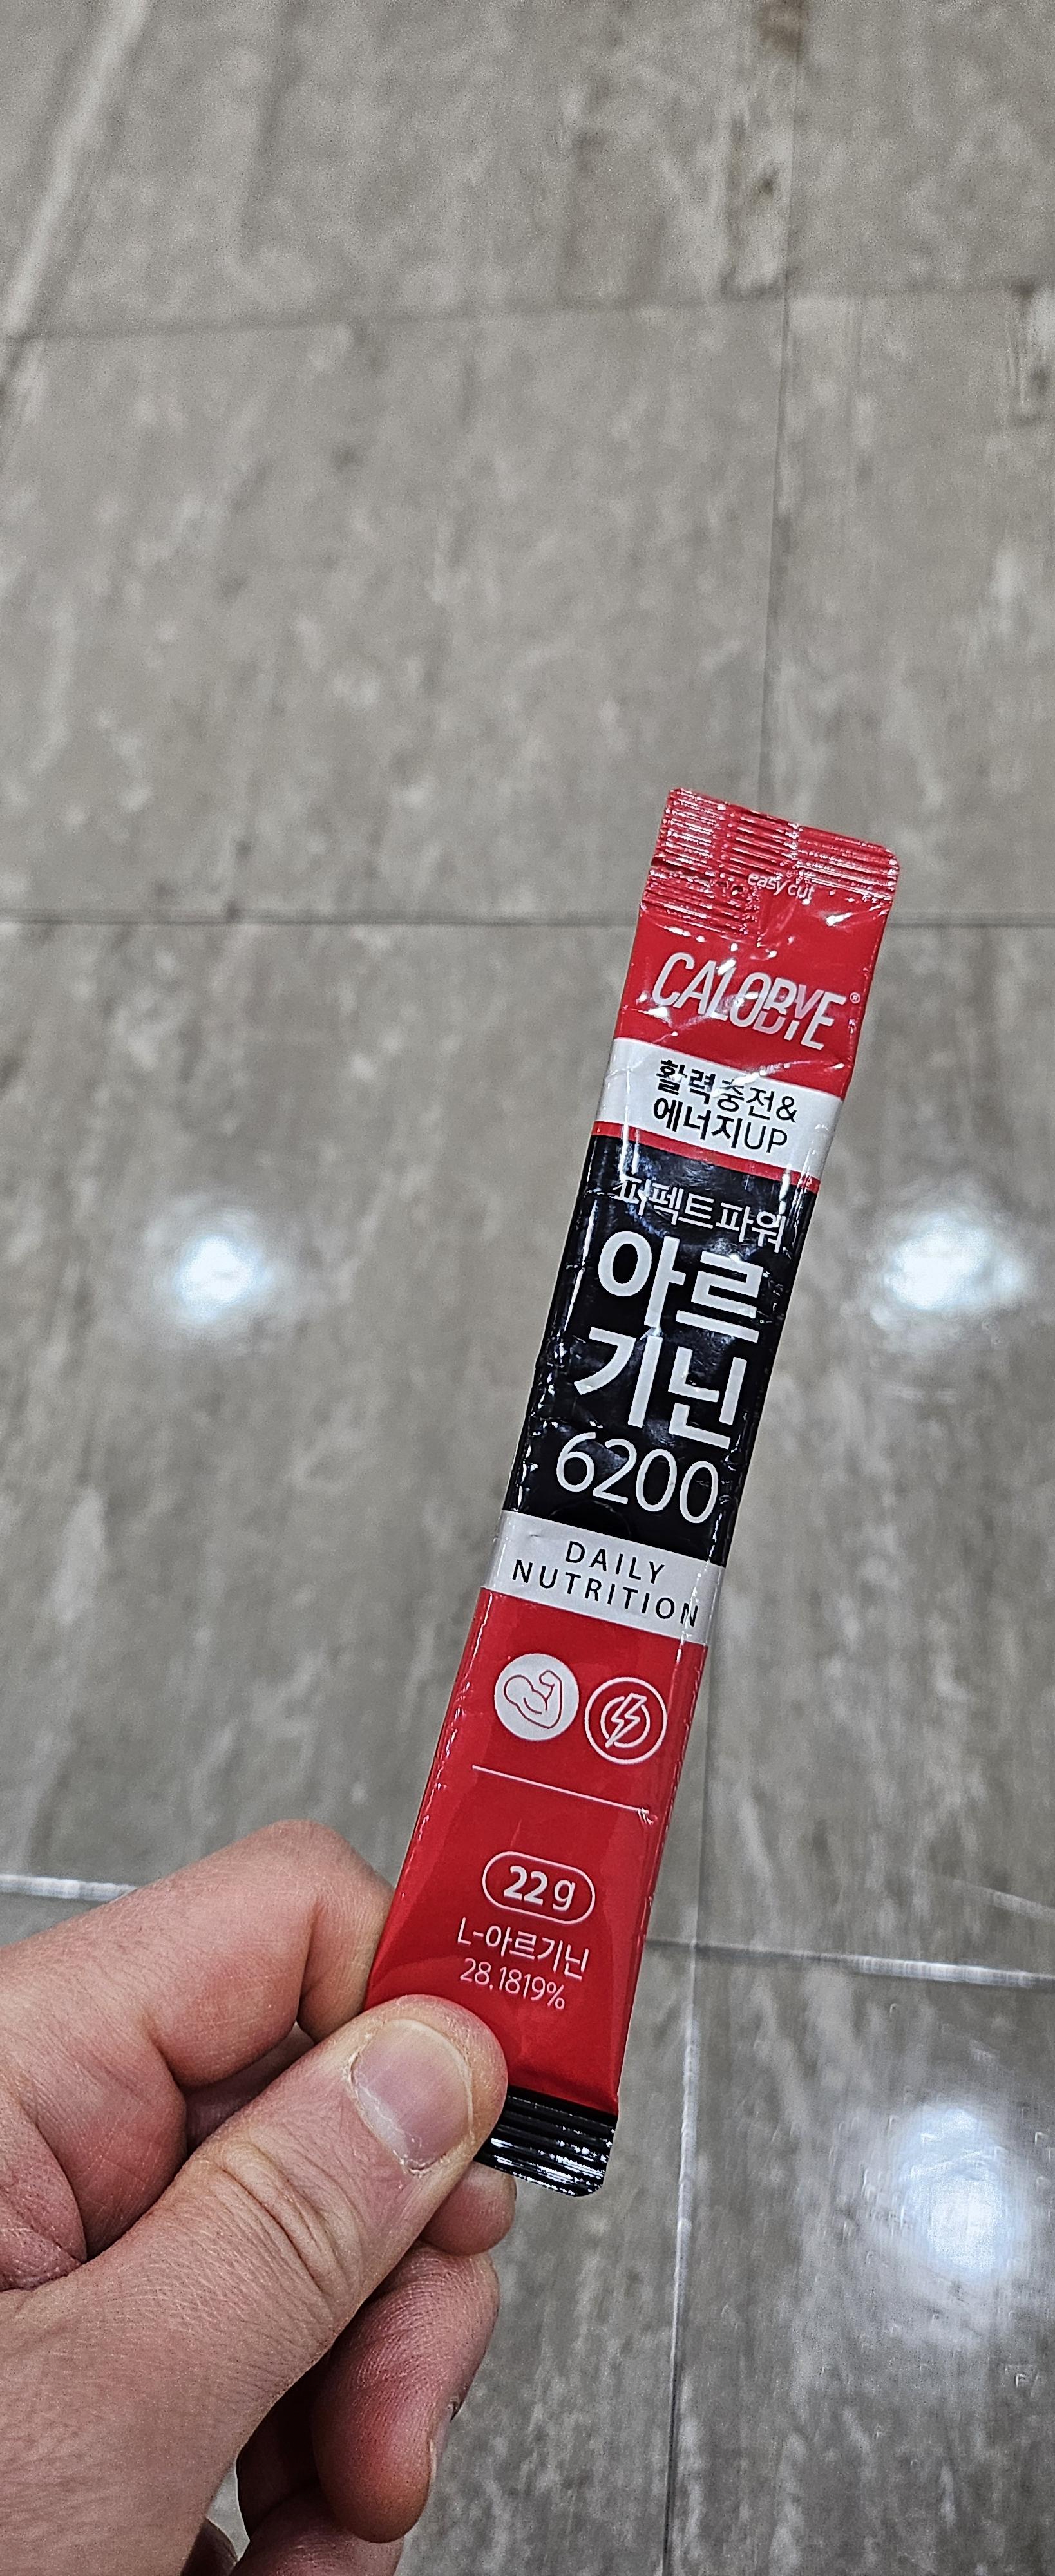 easy cut
CALOBYE®
활력충전&
에너지UP
퍼펙트파워
아르
기닌
6200
DAILY
NUTRITION
22g
L-아르기닌
28.1819%